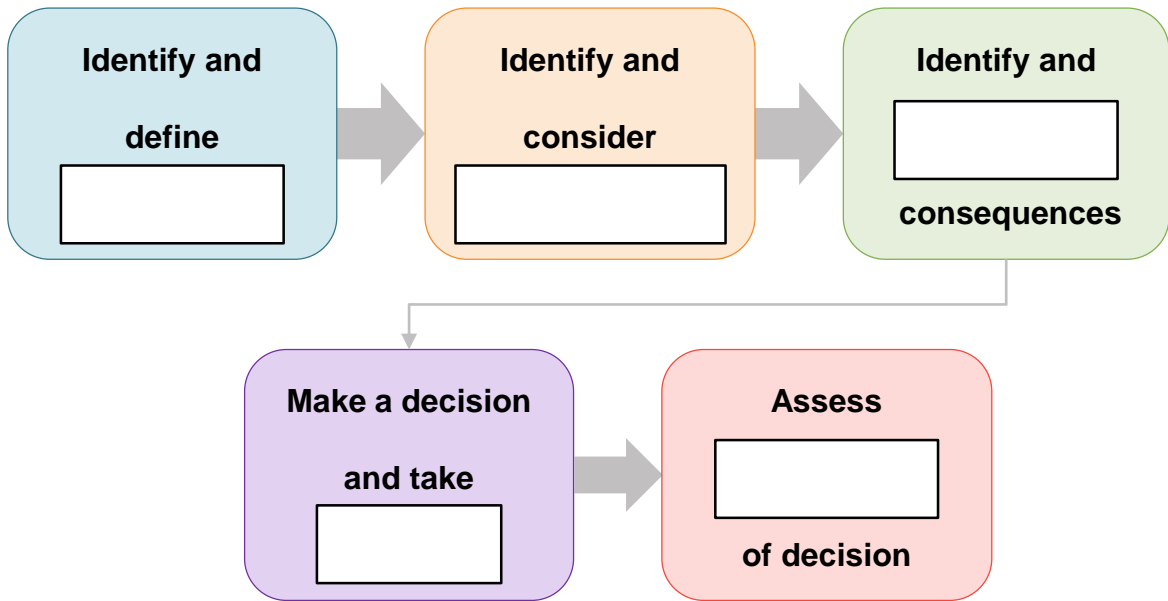 Identify and
define
Identify and
consider
Identify and
consequences
Make a decision
and take
Assess
of decision